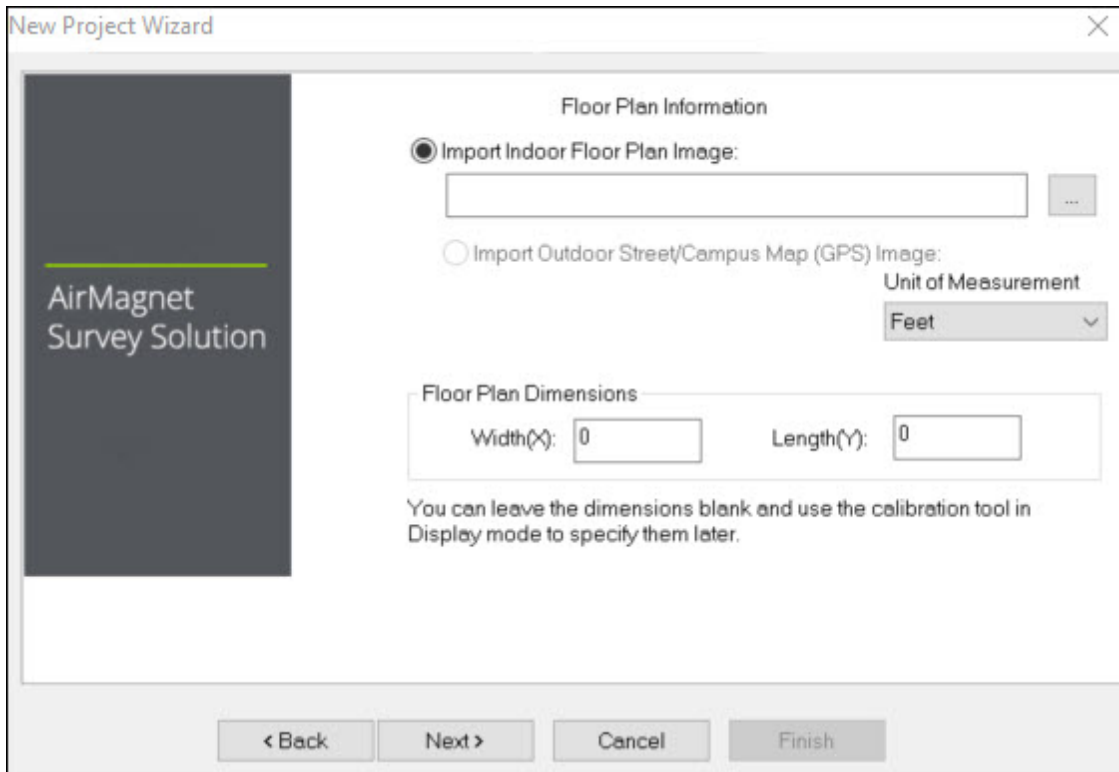 New Project Wizard
Floor Plan Information
Import Indoor Floor Plan Image:
...
Import Outdoor Street/Campus Map (GPS) Image:
Unit of Measurement
Feet
AirMagnet
Survey Solution
Floor Plan Dimensions
Width(X): 0 Length(Y): 0
You can leave the dimensions blank and use the calibration tool in
Display mode to specify them later.
< Back Next > Cancel Finish